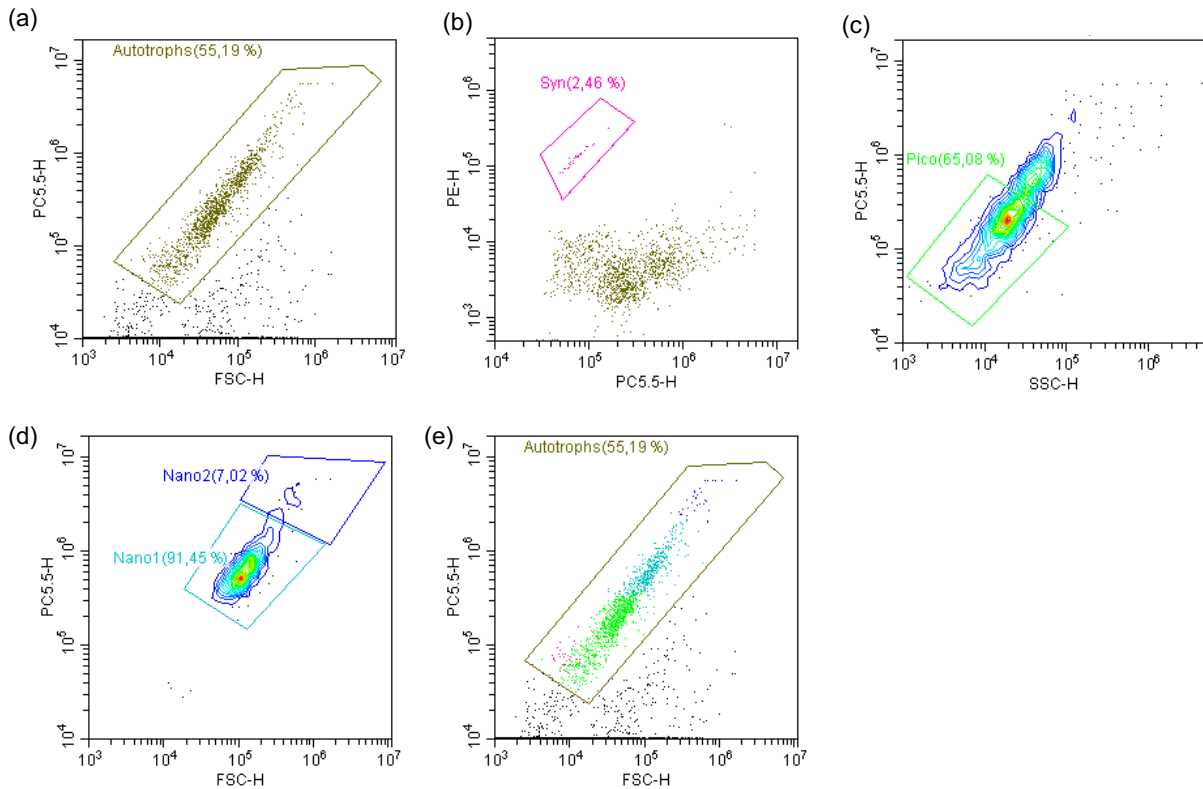 (a)
Autotrophs(55,19 %)
PC5.5-H
10^7
10^6
10^5
10^4
10^3
10^4
10^5
10^6
10^7
FSC-H
(b)
Syn(2,46 %)
PE-H
10^6
10^5
10^4
10^3
10^5
10^6
10^7
PC5.5-H
(c)
Pico(65,08 %)
PC5.5-H
10^7
10^6
10^5
10^4
10^3
10^4
10^5
10^6
SSC-H
(d)
Nano2(7,02 %)
Nano1(91,45 %)
PC5.5-H
10^7
10^6
10^5
10^4
10^3
10^4
10^5
10^6
10^7
FSC-H
(e)
Autotrophs(55,19 %)
PC5.5-H
10^7
10^6
10^5
10^4
10^3
10^4
10^5
10^6
10^7
FSC-H